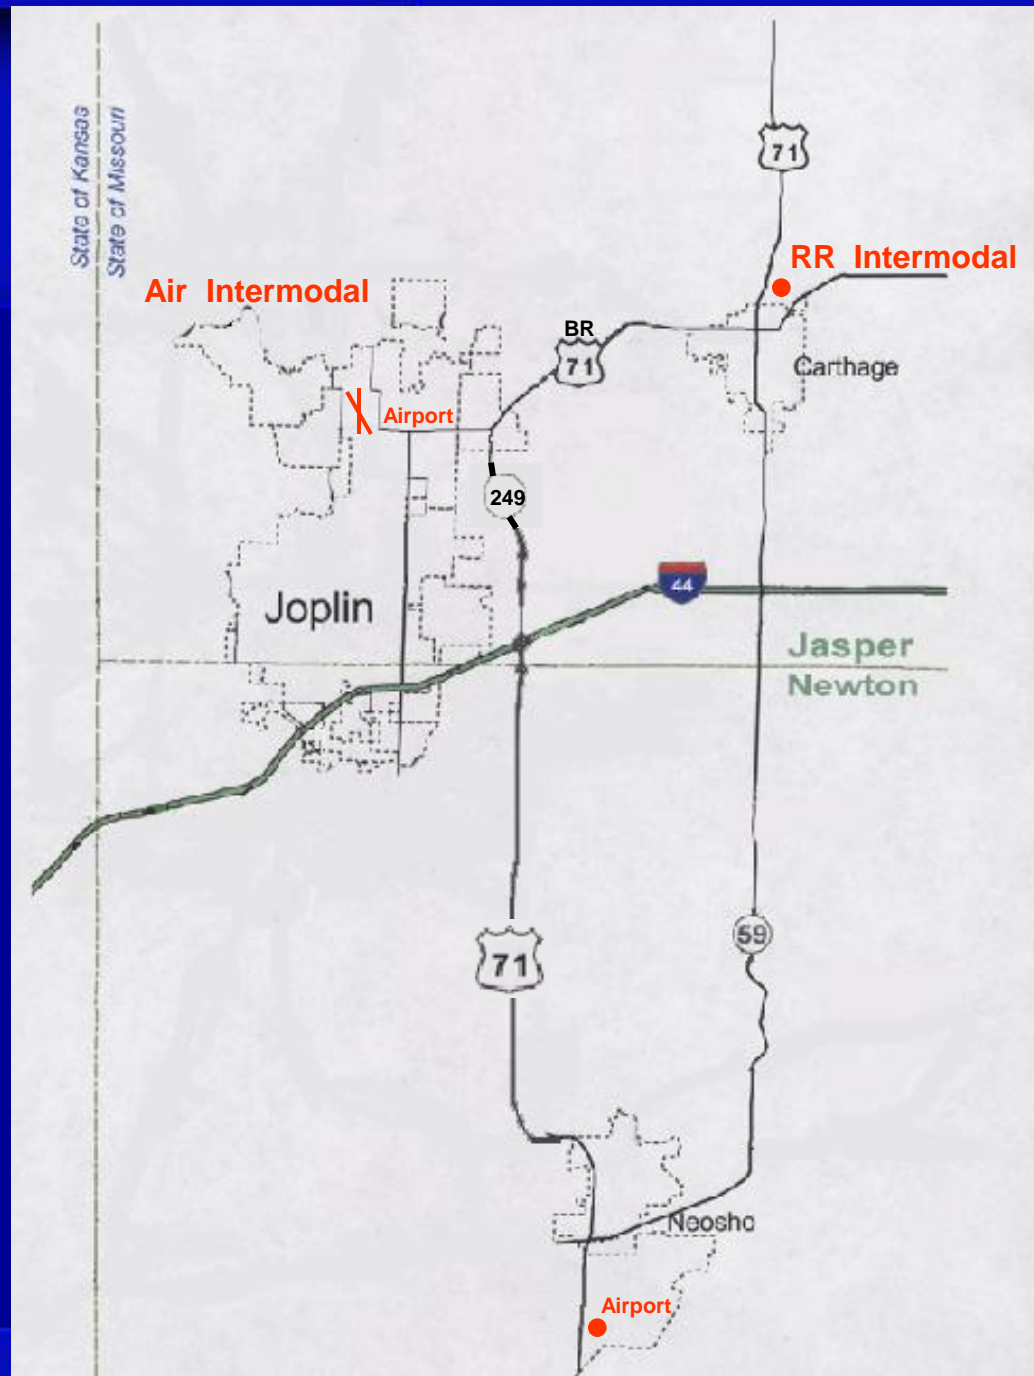 State of Kansas
State of Missouri
71
RR Intermodal
Air Intermodal
BR
71
Carthage
Airport
249
44
Joplin
Jasper
Newton
59
71
Neosho
Airport